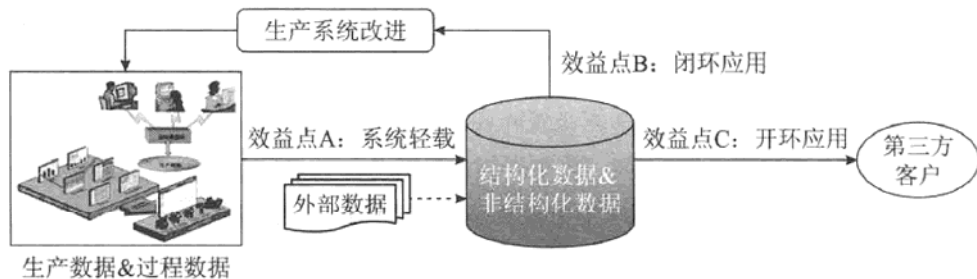 生产系统改进
效益点B：闭环应用
效益点A：系统轻载
效益点C：开环应用
第三方
客户
结构化数据&
非结构化数据
外部数据
生产数据&过程数据